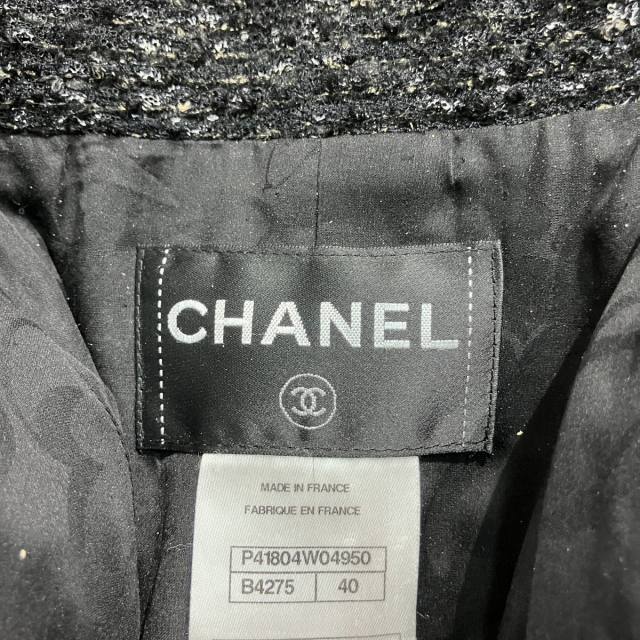 CHANEL
MADE IN FRANCE
FABRIQUE EN FRANCE
P41804W04950
B4275 40